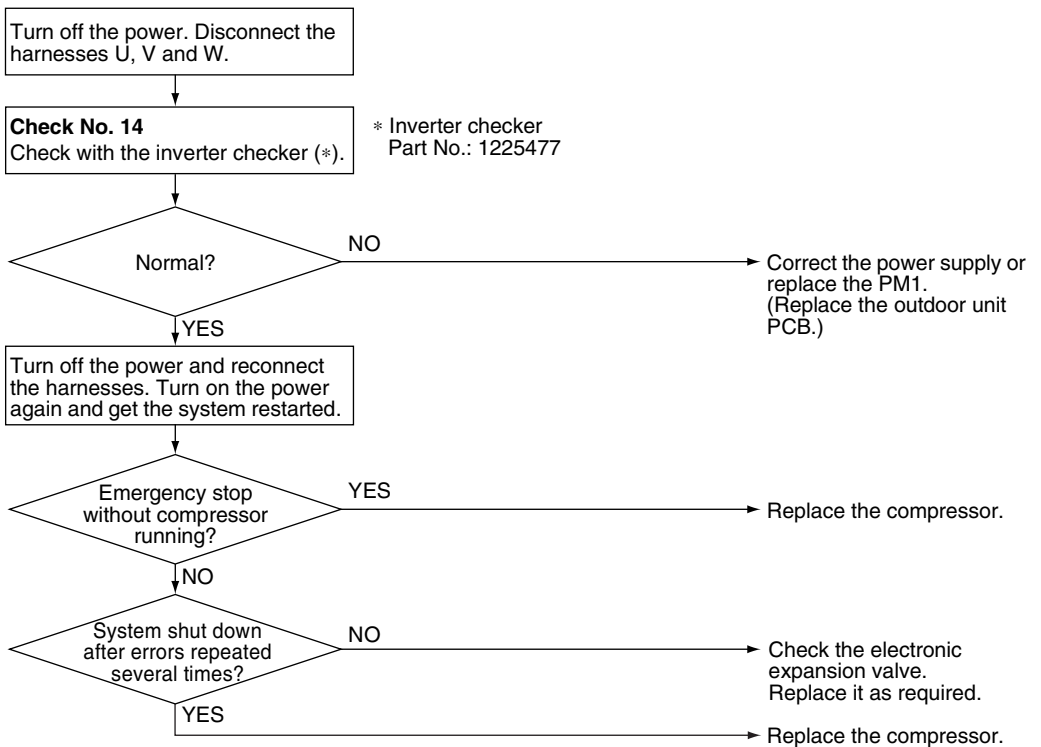 Turn off the power. Disconnect the
harnesses U, V and W.
Check No. 14
Check with the inverter checker (*).
* Inverter checker
Part No.: 1225477
Normal?
NO
Correct the power supply or
replace the PM1.
(Replace the outdoor unit
PCB.)
YES
Turn off the power and reconnect
the harnesses. Turn on the power
again and get the system restarted.
Emergency stop
without compressor
running?
YES
Replace the compressor.
NO
System shut down
after errors repeated
several times?
NO
Check the electronic
expansion valve.
Replace it as required.
YES
Replace the compressor.